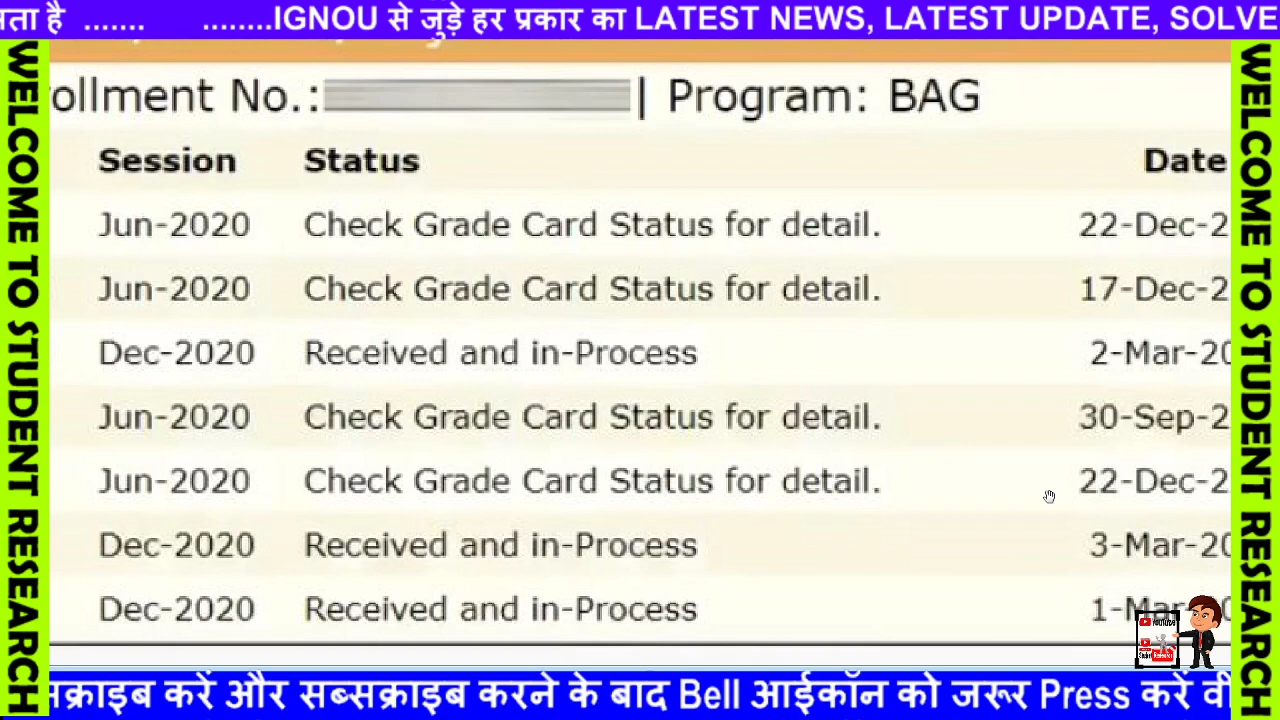 है ....... ........IGNOU से जुड़े हर प्रकार का LATEST NEWS, LATEST UPDATE, SOLVE
WELCOME TO STUDENT RESEARCH
ollment No.: | Program: BAG
Session Status Date
Jun-2020 Check Grade Card Status for detail. 22-Dec-2
Jun-2020 Check Grade Card Status for detail. 17-Dec-2
Dec-2020 Received and in-Process 2-Mar-20
Jun-2020 Check Grade Card Status for detail. 30-Sep-2
Jun-2020 Check Grade Card Status for detail. 22-Dec-2
Dec-2020 Received and in-Process 3-Mar-20
Dec-2020 Received and in-Process 1-Mar-20
WELCOME TO STUDENT RESEARCH
YouTube
सक्राइब करें और सब्सक्राइब करने के बाद Bell आईकॉन को जरूर Press करें वी